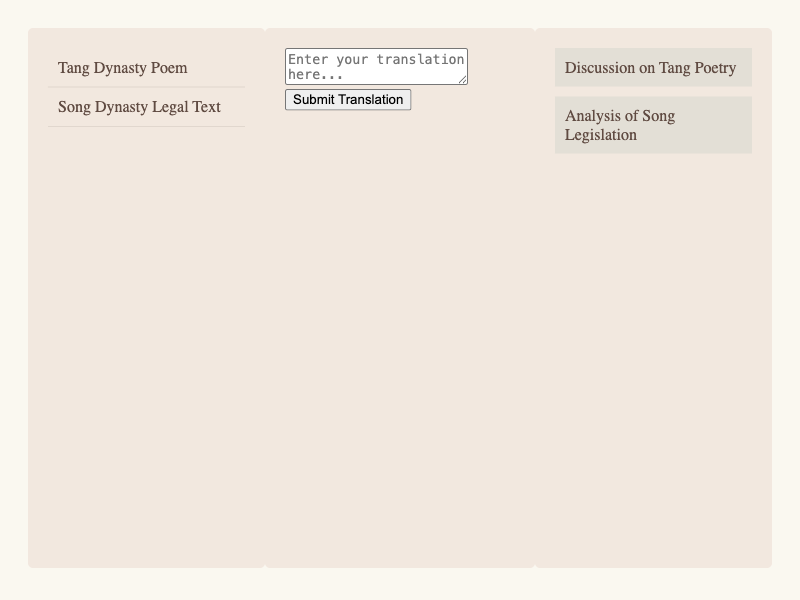 Tang Dynasty Poem
Song Dynasty Legal Text
Enter your translation
here...
Submit Translation
Discussion on Tang Poetry
Analysis of Song
Legislation